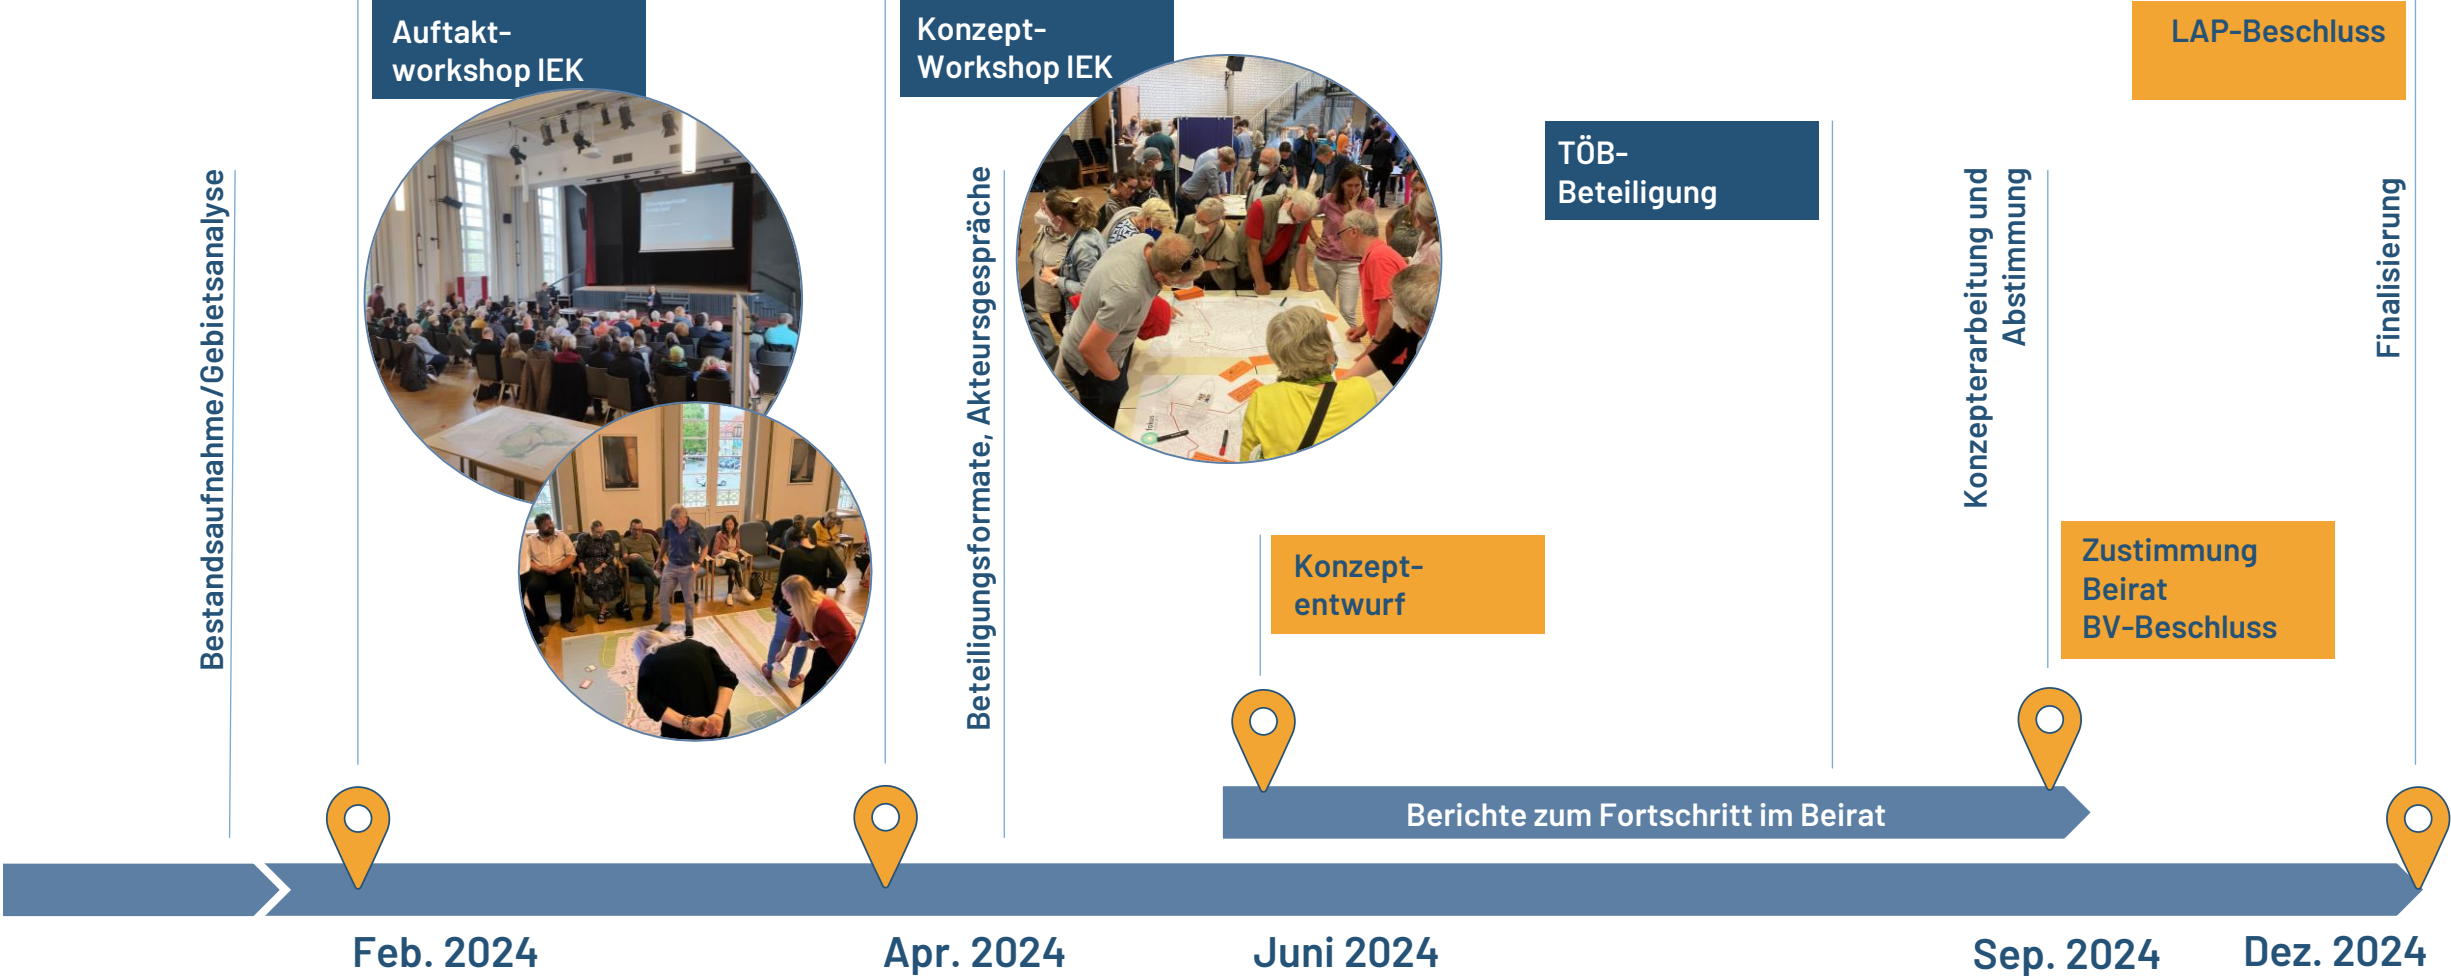 Auftakt-
workshop IEK
Konzept-
Workshop IEK
LAP-Beschluss
TÖB-
Beteiligung
Bestandsaufnahme/Gebietsanalyse
Beteiligungsformate, Akteursgespräche
Konzepterarbeitung und
Abstimmung
Finalisierung
Konzept-
entwurf
Zustimmung
Beirat
BV-Beschluss
Berichte zum Fortschritt im Beirat
Feb. 2024
Apr. 2024
Juni 2024
Sep. 2024
Dez. 2024